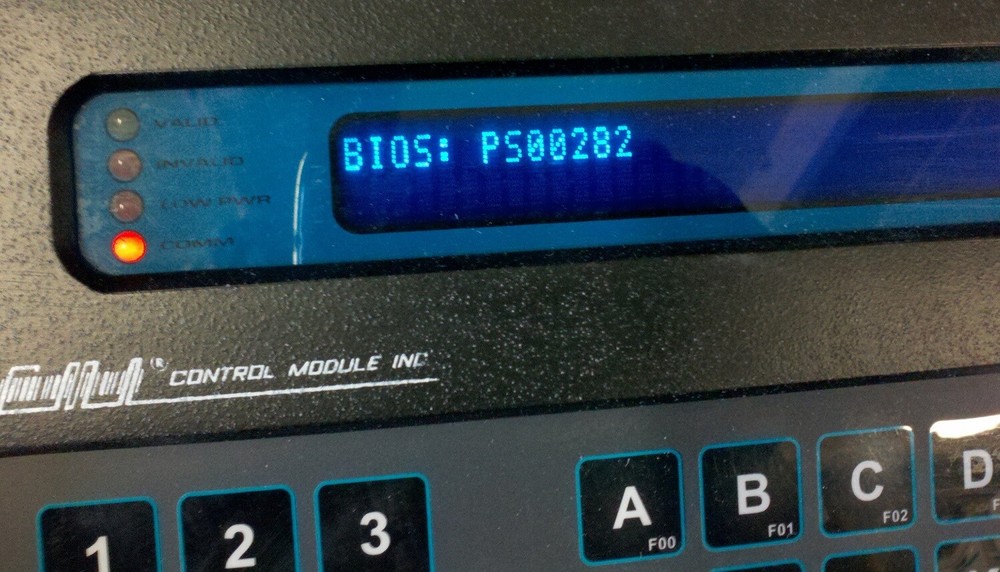 VALID
INVALID
LOW PWR
COMM
BIOS: PS00282
® CONTROL MODULE INC
1 2 3
A F00 B F01 C F02 D